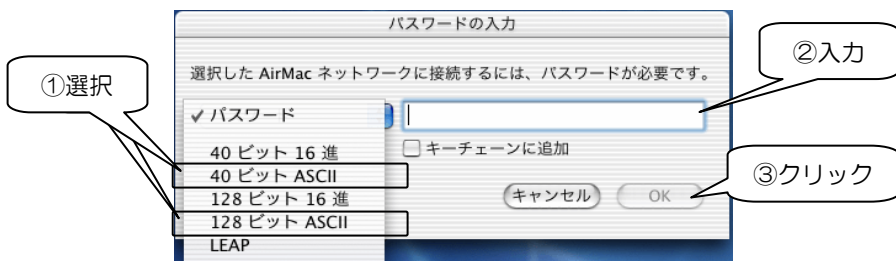 パスワードの入力
選択した AirMac ネットワークに接続するには、パスワードが必要です。
①選択
②入力
✓ パスワード
40 ビット 16 進
40 ビット ASCII
128 ビット 16 進
128 ビット ASCII
LEAP
キーチェーンに追加
キャンセル
OK
③クリック